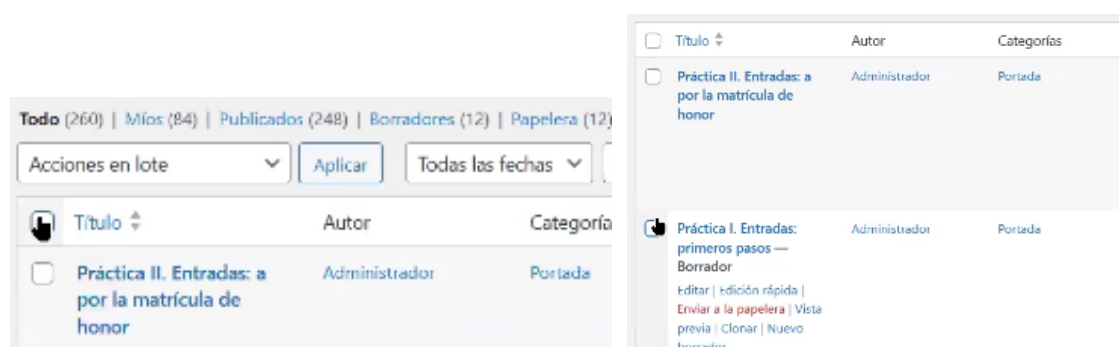 Todo (260) | Míos (84) | Publicados (248) | Borradores (12) | Papelera (12)
Acciones en lote Aplicar Todas las fechas
Título Autor Categoría
Práctica II. Entradas: a Administrador Portada
por la matrícula de
honor
Título Autor Categorías
Práctica II. Entradas: a Administrador Portada
por la matrícula de
honor
Práctica I. Entradas: Administrador Portada
primeros pasos —
Borrador
Editar | Edición rápida |
Enviar a la papelera | Vista
previa | Clonar | Nuevo